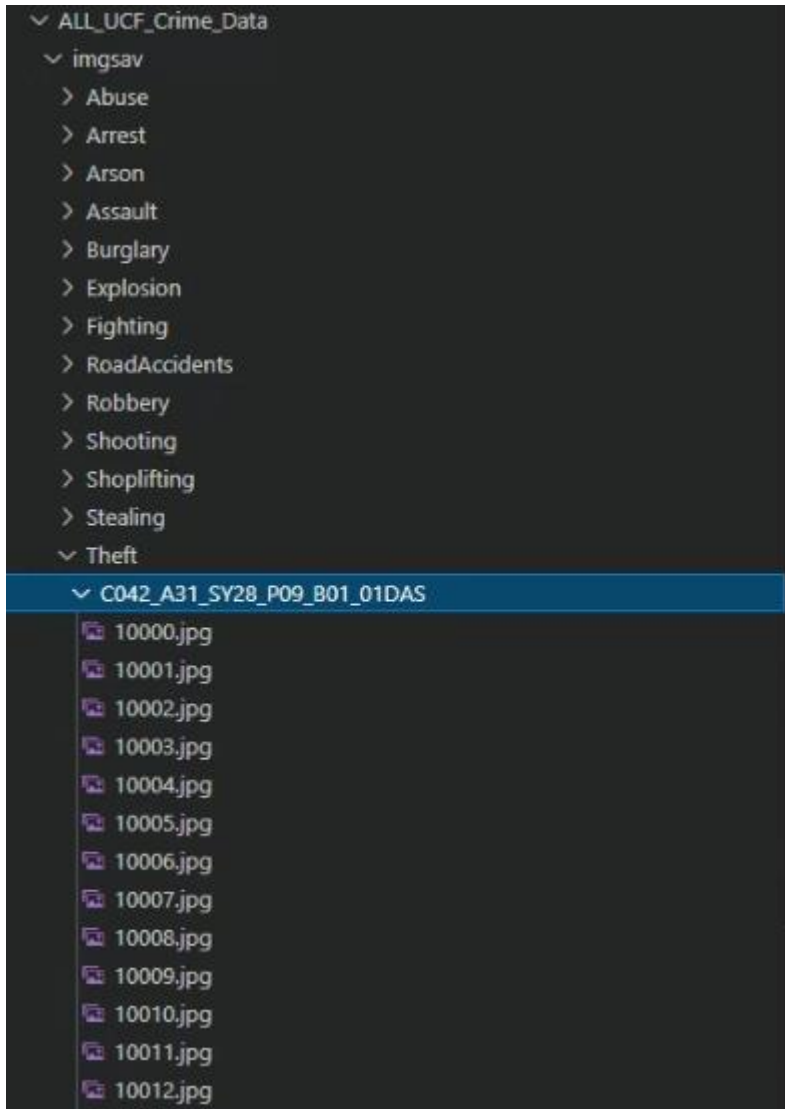 ALL_UCF_Crime_Data
imgsav
Abuse
Arrest
Arson
Assault
Burglary
Explosion
Fighting
RoadAccidents
Robbery
Shooting
Shoplifting
Stealing
Theft
C042_A31_SY28_P09_B01_01DAS
10000.jpg
10001.jpg
10002.jpg
10003.jpg
10004.jpg
10005.jpg
10006.jpg
10007.jpg
10008.jpg
10009.jpg
10010.jpg
10011.jpg
10012.jpg